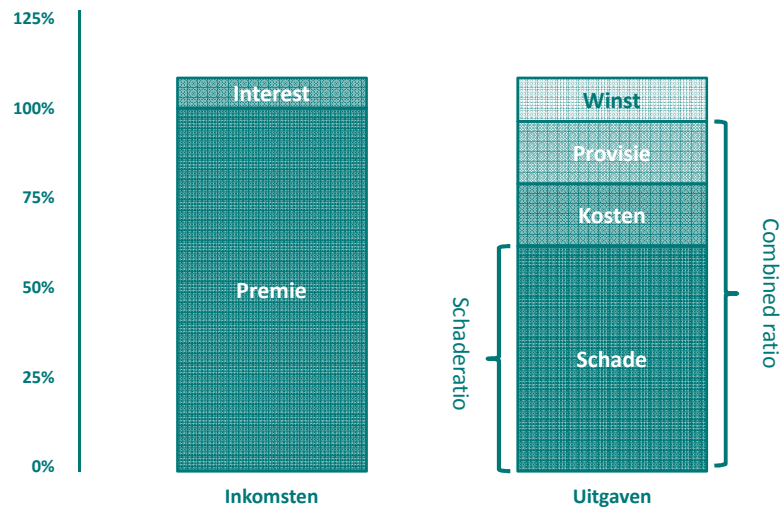 125%
100%
75%
50%
25%
0%
Interest
Premie
Inkomsten
Winst
Provisie
Kosten
Schade
Uitgaven
Schaderatio
Combined ratio